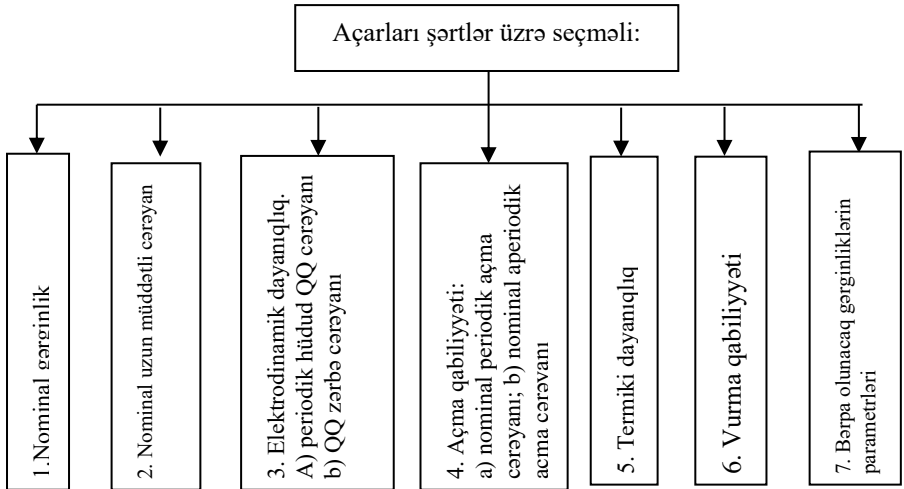 Açarları şərtlər üzrə seçməli:
1.Nominal gərginlik
2. Nominal uzun müddətli cərəyan
3. Elektrodinamik dayanıqlıq.
A) periodik hüdud QQ cərəyanı
b) QQ zərbə cərəyanı
4. Açma qabiliyyəti:
a) nominal periodik açma
cərəyanı; b) nominal aperiodik
açma cərəyanı
5. Termiki dayanıqlıq
6. Vurma qabiliyyəti
7. Bərpa olunacaq gərginliklərin
parametrləri